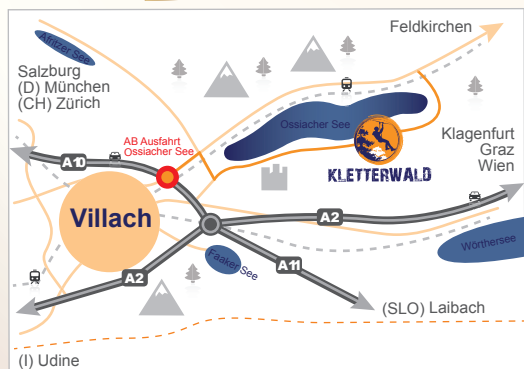 Afritzer See
Feldkirchen
Salzburg
(D) München
(CH) Zürich
AB Ausfahrt
Ossiacher See
Ossiacher See
Klagenfurt
Graz
Wien
KLETTERWALD
A10
Villach
A2
Wörthersee
Faaker See
A2
A11
(SLO) Laibach
(I) Udine